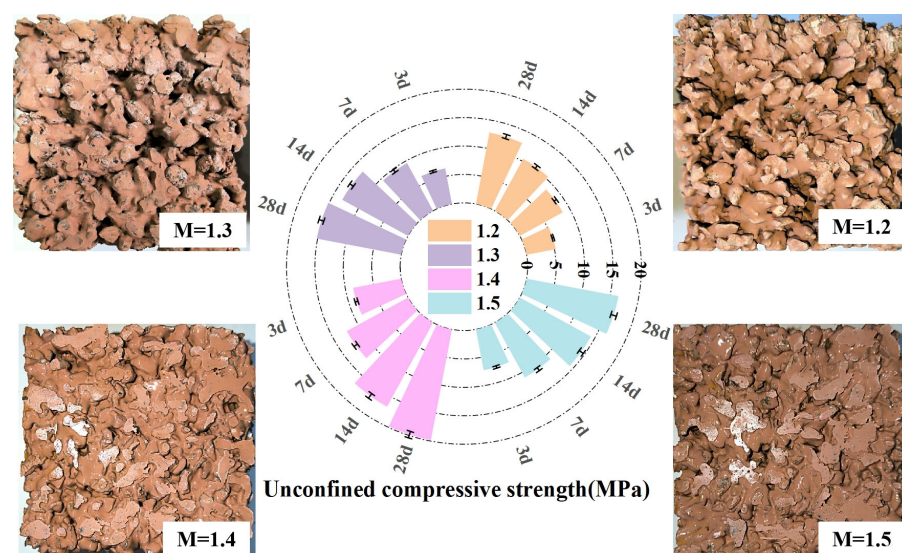 28d
3d
14d
7d
7d
14d
28d
3d
M=1.3
M=1.2
1.2
1.3
1.4
1.5
0
5
10
15
20
3d
28d
7d
14d
14d
7d
28d
3d
Unconfined compressive strength(MPa)
M=1.4
M=1.5